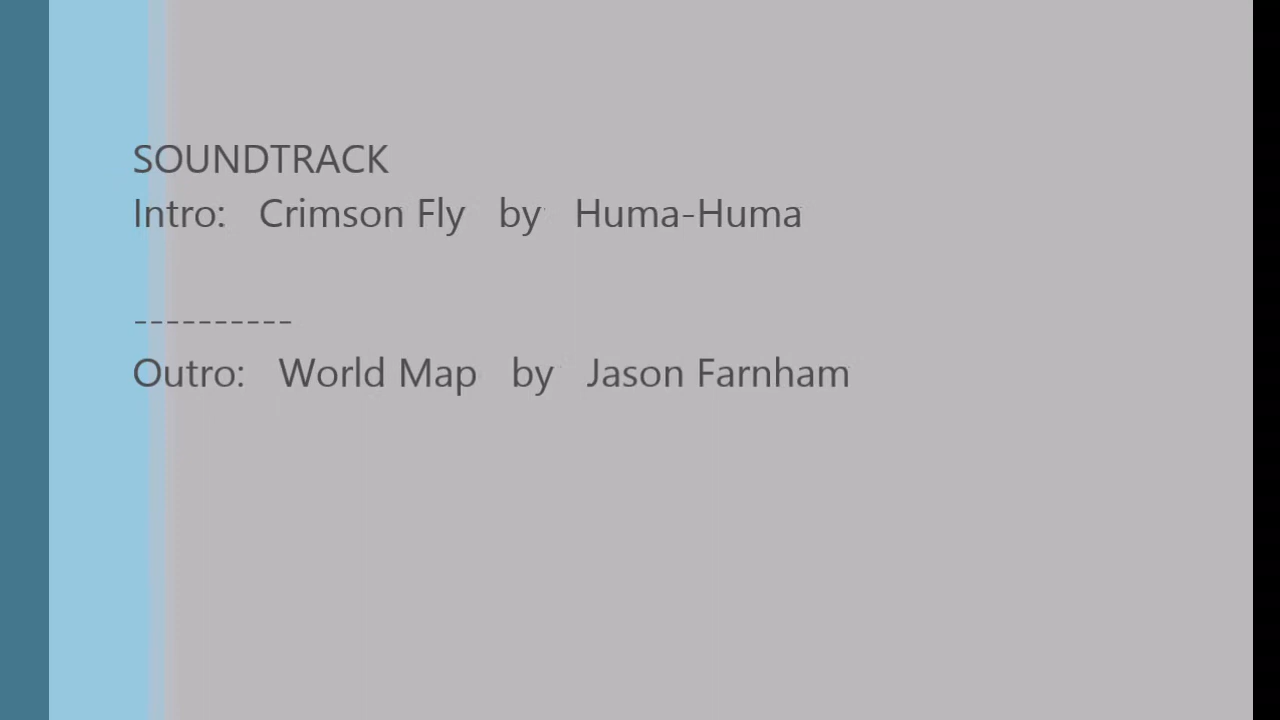 SOUNDTRACK
Intro: Crimson Fly by Huma-Huma
----------
Outro: World Map by Jason Farnham